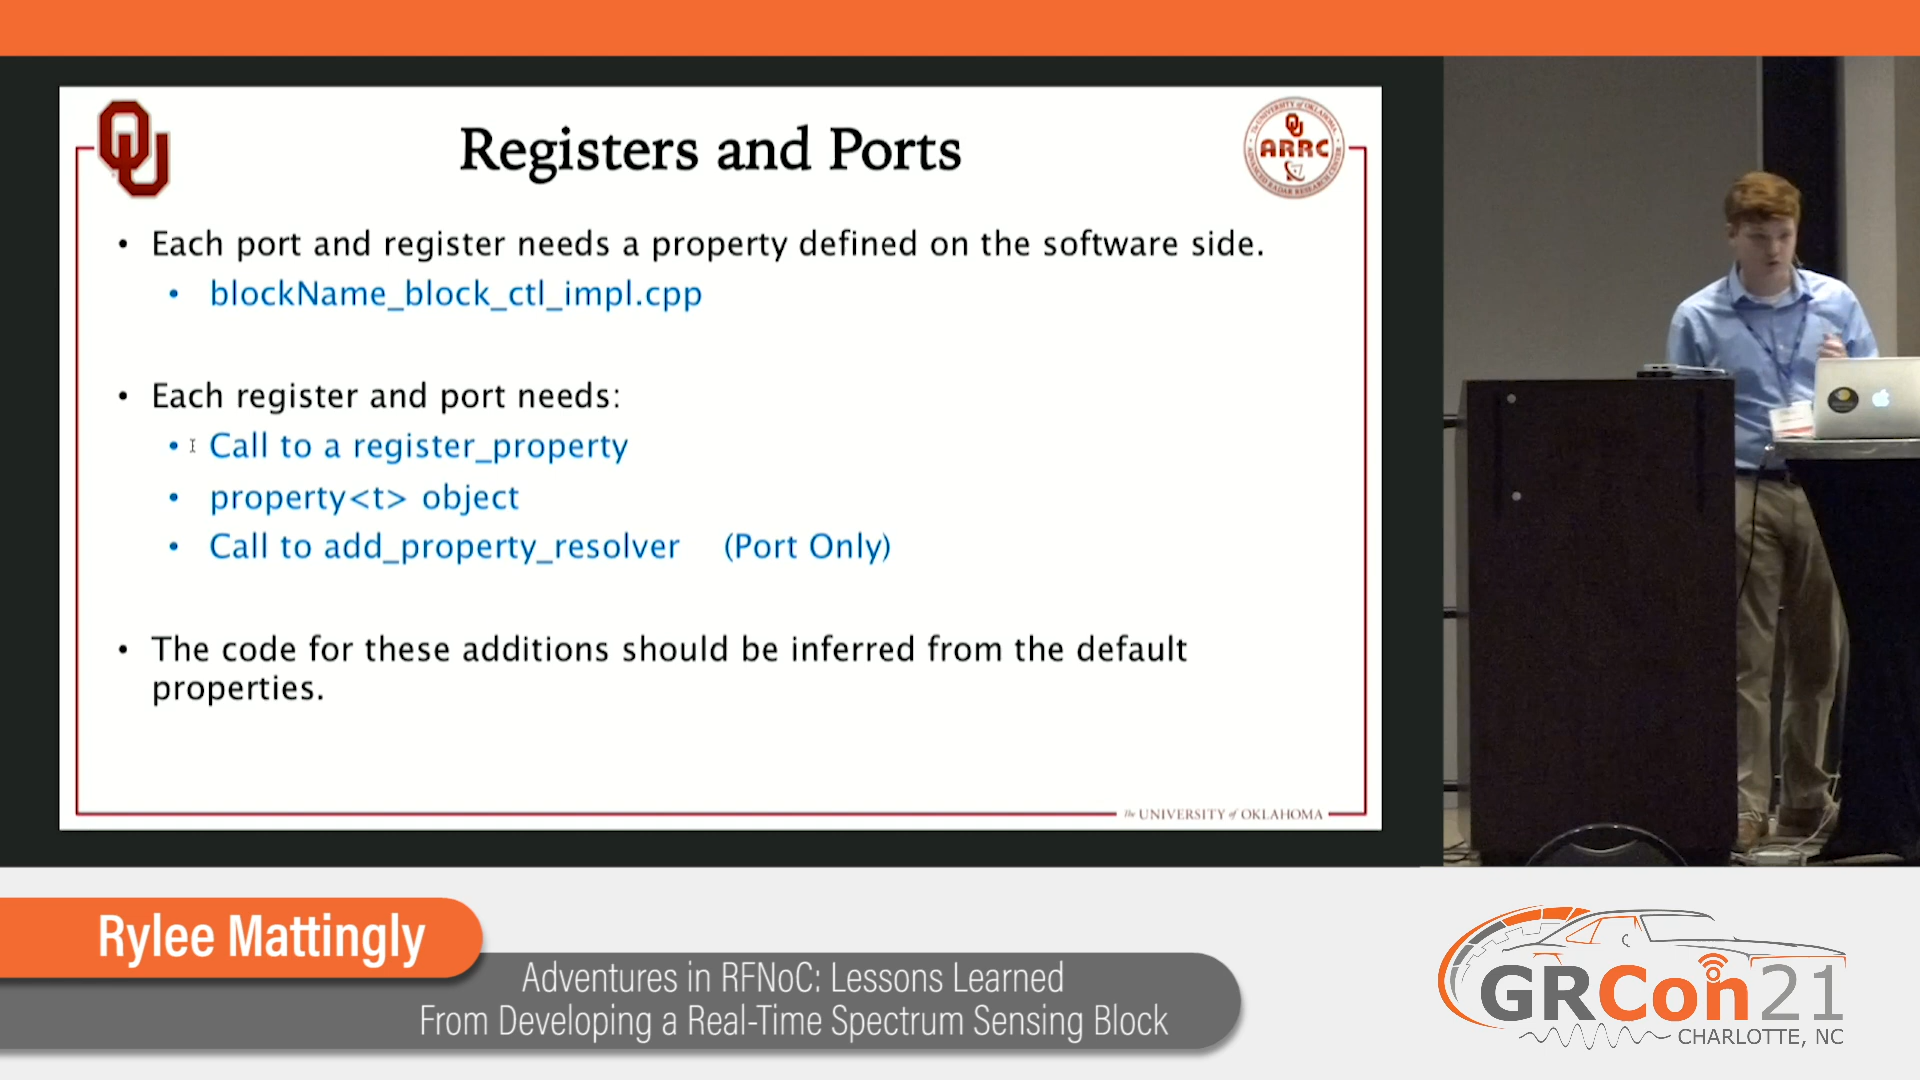 Registers and Ports
ARRC
• Each port and register needs a property defined on the software side.
• blockName_block_ctl_impl.cpp
• Each register and port needs:
• Call to a register_property
• property<t> object
• Call to add_property_resolver (Port Only)
• The code for these additions should be inferred from the default
properties.
The UNIVERSITY of OKLAHOMA
Rylee Mattingly
Adventures in RFNoC: Lessons Learned
From Developing a Real-Time Spectrum Sensing Block
GRCon21
CHARLOTTE, NC